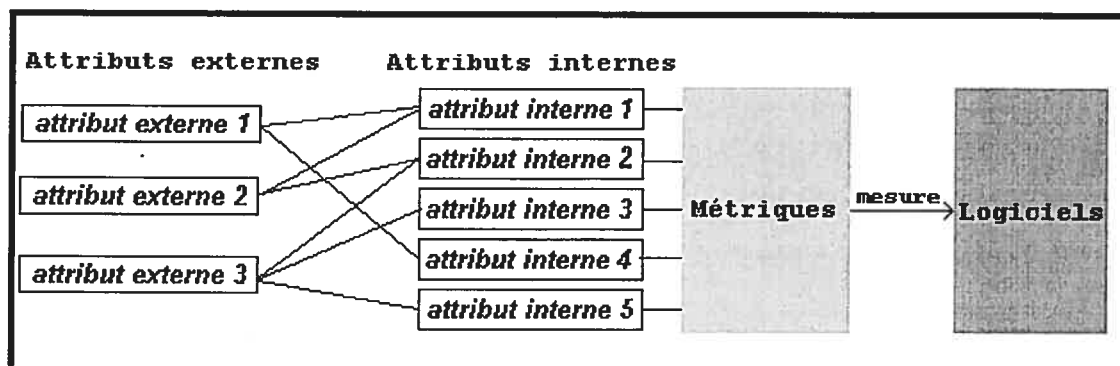 Attributs externes
Attributs internes
attribut externe 1
attribut externe 2
attribut externe 3
attribut interne 1
attribut interne 2
attribut interne 3
attribut interne 4
attribut interne 5
Métriques
mesure
Logiciels